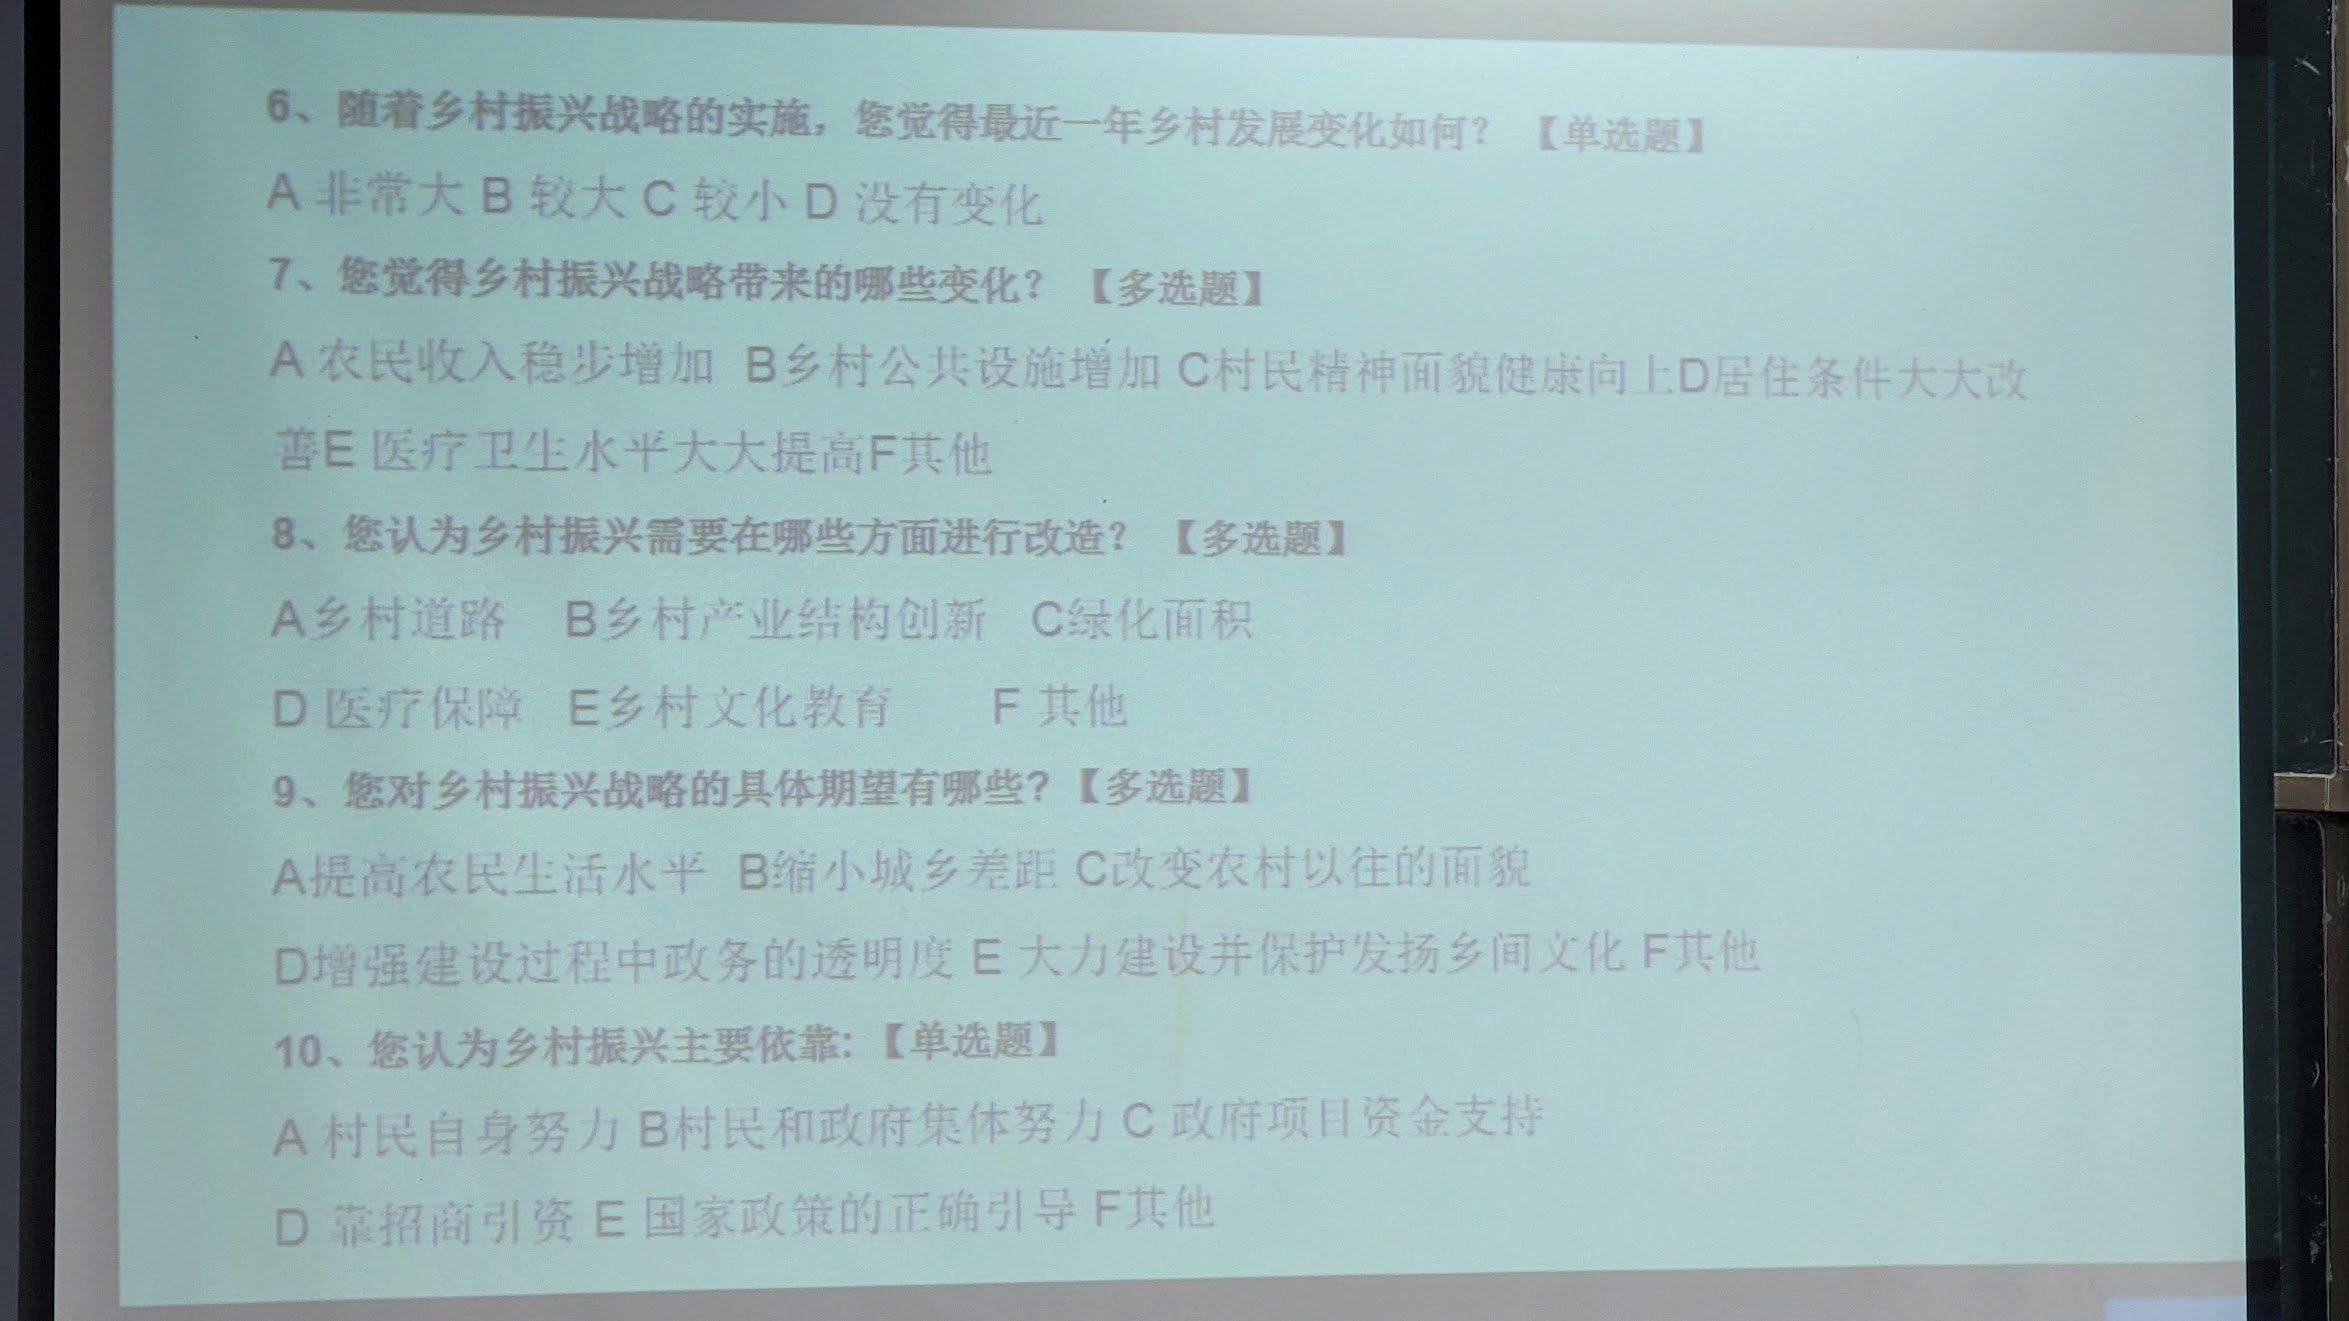 6、随着乡村振兴战略的实施，您觉得最近一年乡村发展变化如何？ 【单选题】
A 非常大 B 较大 C 较小 D 没有变化
7、您觉得乡村振兴战略带来的哪些变化？ 【多选题】
A 农民收入稳步增加 B乡村公共设施增加 C村民精神面貌健康向上D居住条件大大改
善E 医疗卫生水平大大提高F其他
8、您认为乡村振兴需要在哪些方面进行改造？ 【多选题】
A乡村道路 B乡村产业结构创新 C绿化面积
D 医疗保障 E乡村文化教育 F 其他
9、您对乡村振兴战略的具体期望有哪些?【多选题】
A提高农民生活水平 B缩小城乡差距 C改变农村以往的面貌
D增强建设过程中政务的透明度 E 大力建设并保护发扬乡间文化 F其他
10、您认为乡村振兴主要依靠:【单选题】
A 村民自身努力 B村民和政府集体努力 C 政府项目资金支持
D 靠招商引资 E 国家政策的正确引导 F其他